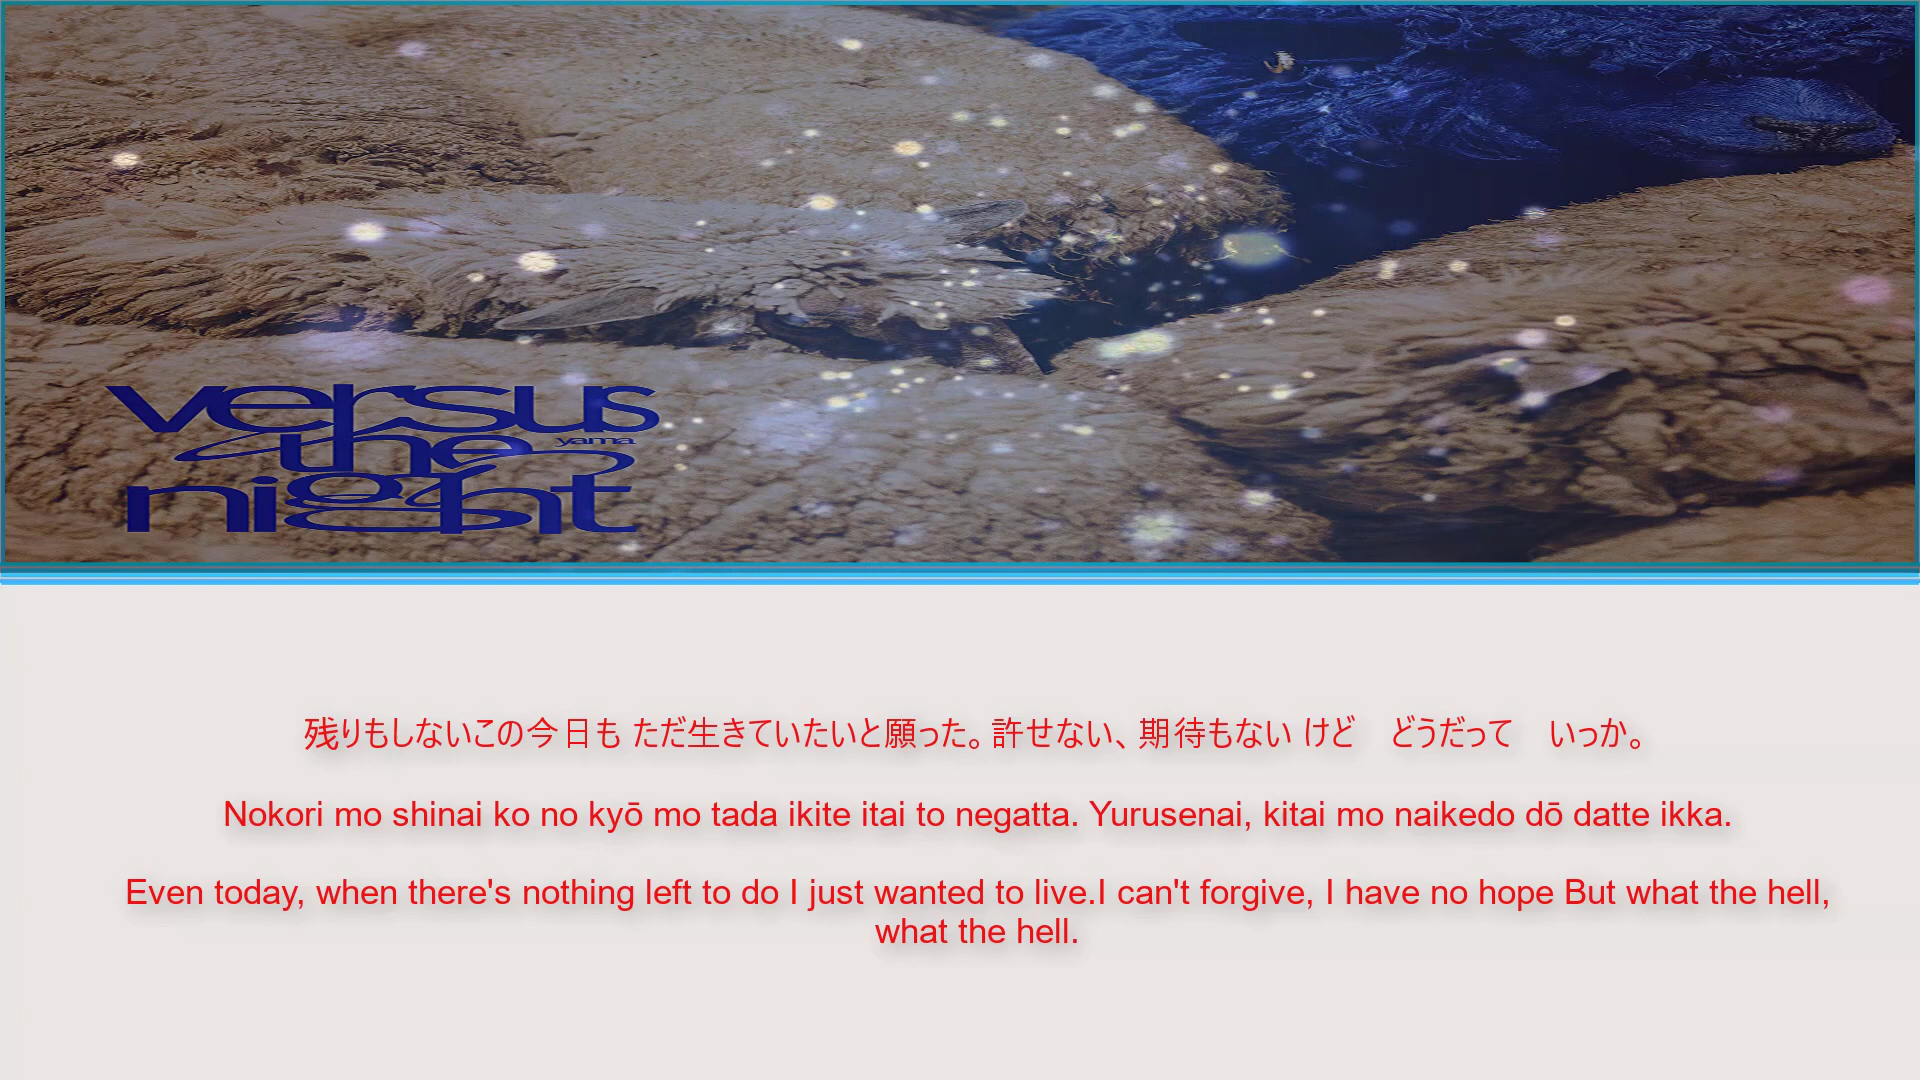 versus
the
yama
night
残りもしないこの今日も ただ生きていたいと願った。許せない、期待もない けど　どうだって　いっか。
Nokori mo shinai ko no kyō mo tada ikite itai to negatta. Yurusenai, kitai mo naikedo dō datte ikka.
Even today, when there's nothing left to do I just wanted to live.I can't forgive, I have no hope But what the hell,
what the hell.